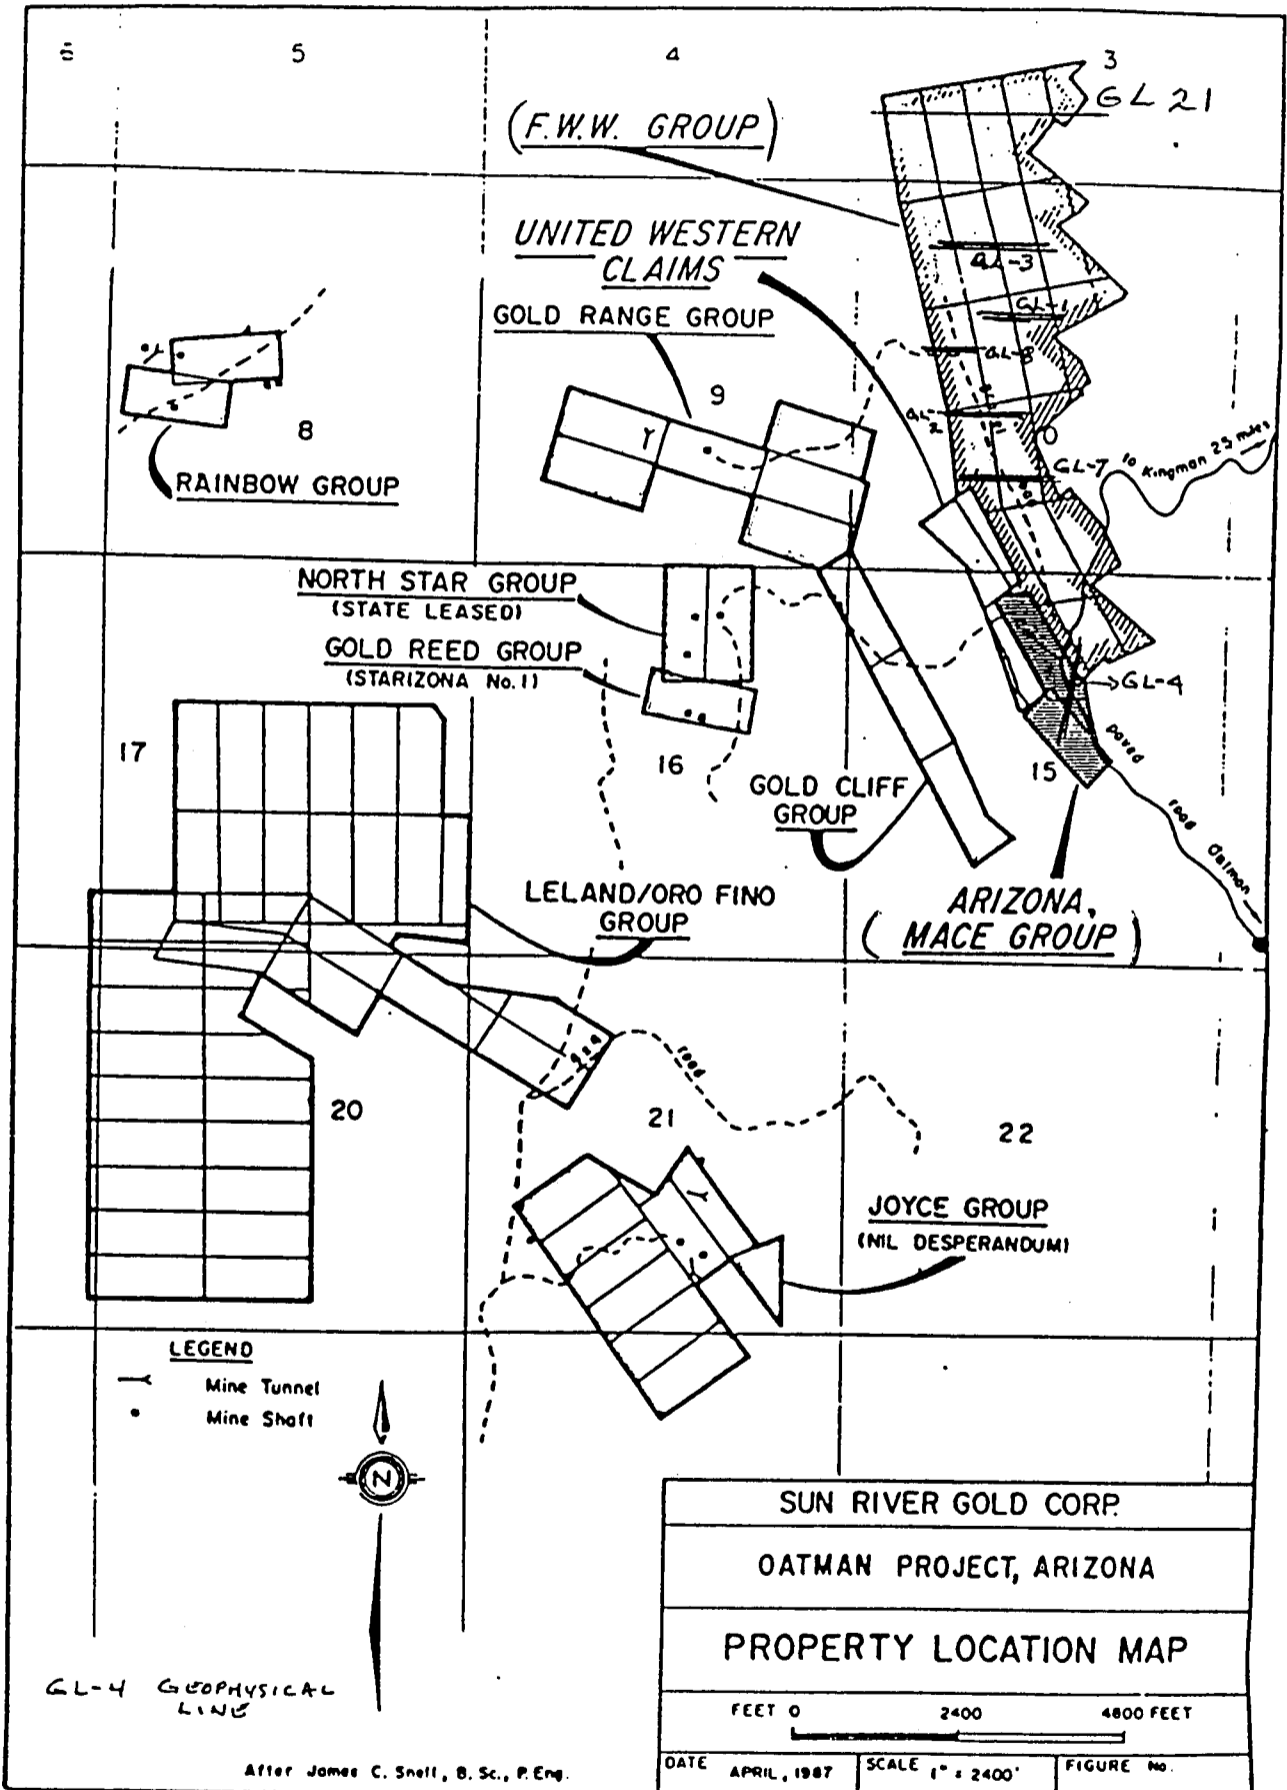 6
5
4
3
GL 21
(F.W.W. GROUP)
UNITED WESTERN
CLAIMS
GOLD RANGE GROUP
GL-3
GL-1
GL-8
9
GL-2
8
GL-7
to Kingman 25 miles
RAINBOW GROUP
NORTH STAR GROUP
(STATE LEASED)
GOLD REED GROUP
(STARIZONA No. 1)
GL-4
17
16
15
paved
road
Oatman
GOLD CLIFF
GROUP
LELAND/ORO FINO
GROUP
ARIZONA,
(MACE GROUP)
road
20
21
22
JOYCE GROUP
(NIL DESPERANDUM)
LEGEND
Mine Tunnel
Mine Shaft
N
SUN RIVER GOLD CORP.
OATMAN PROJECT, ARIZONA
PROPERTY LOCATION MAP
GL-4 GEOPHYSICAL
LINE
FEET 0 2400 4800 FEET
After James C. Snell, B. Sc., P. Eng.
DATE APRIL, 1987 SCALE 1" = 2400' FIGURE No.